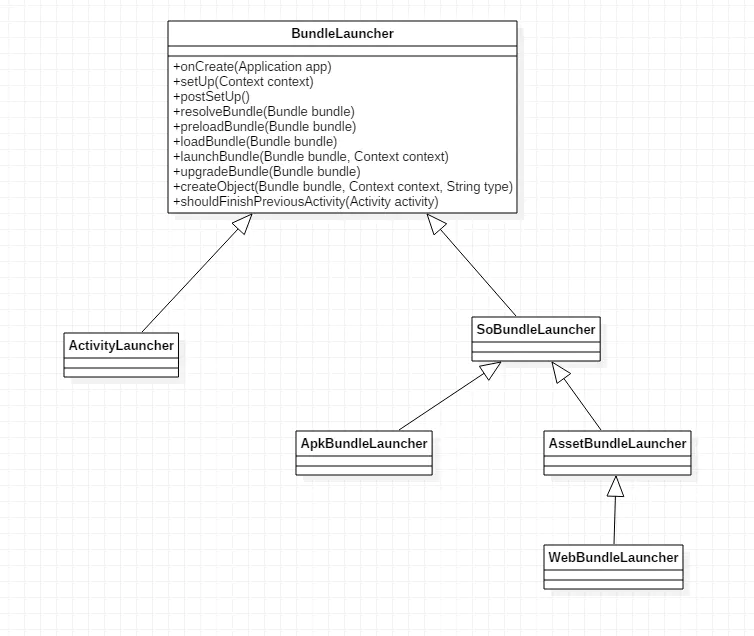 BundleLauncher
+onCreate(Application app)
+setUp(Context context)
+postSetUp()
+resolveBundle(Bundle bundle)
+preloadBundle(Bundle bundle)
+loadBundle(Bundle bundle)
+launchBundle(Bundle bundle, Context context)
+upgradeBundle(Bundle bundle)
+createObject(Bundle bundle, Context context, String type)
+shouldFinishPreviousActivity(Activity activity)
SoBundleLauncher
ActivityLauncher
ApkBundleLauncher
AssetBundleLauncher
WebBundleLauncher